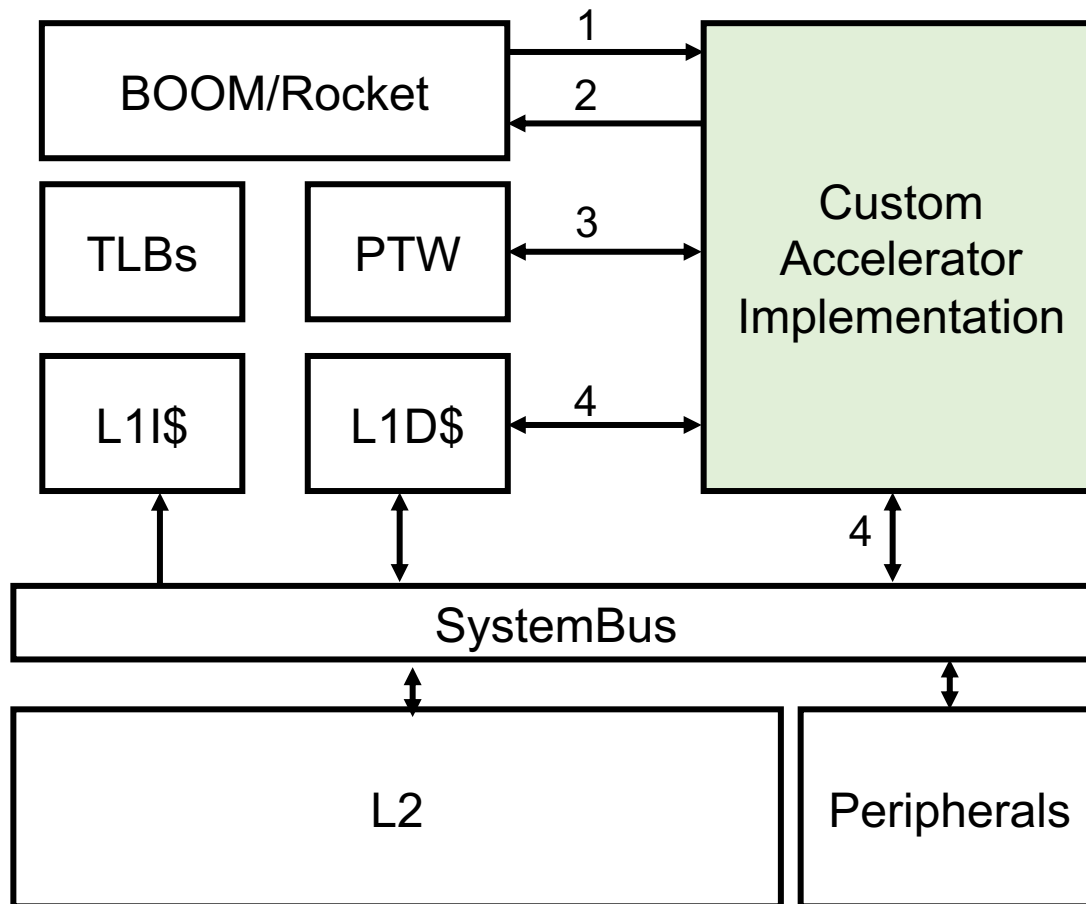 1
BOOM/Rocket
2
TLBs
PTW
3
Custom
Accelerator
Implementation
L1I$
L1D$
4
4
SystemBus
L2
Peripherals